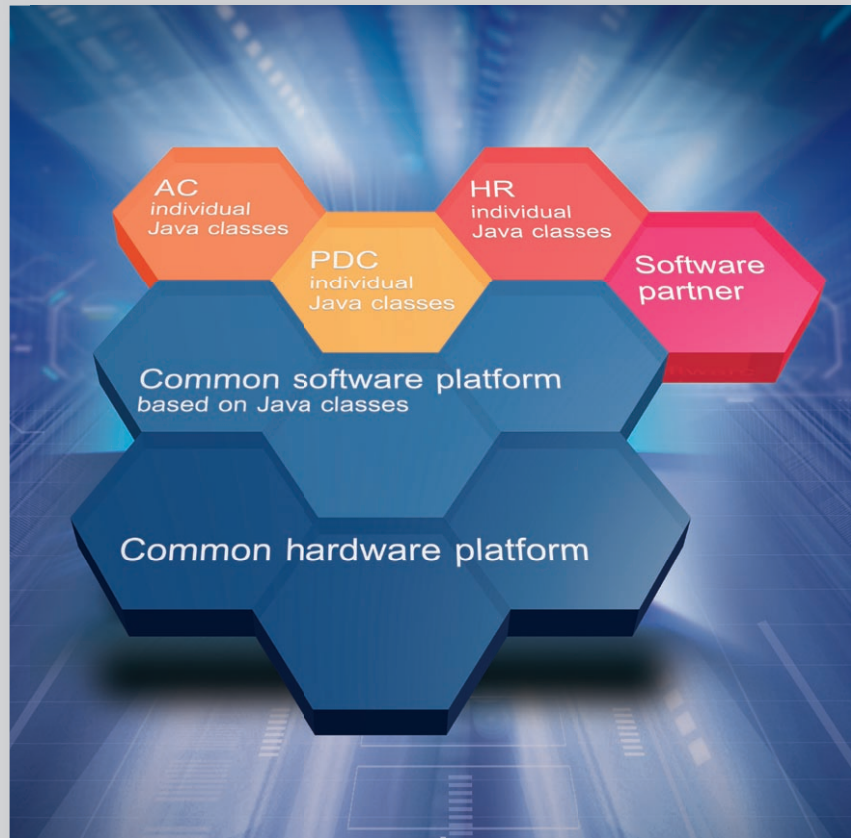 AC
individual
Java classes
HR
individual
Java classes
PDC
individual
Java classes
Software
partner
Common software platform
based on Java classes
Common hardware platform